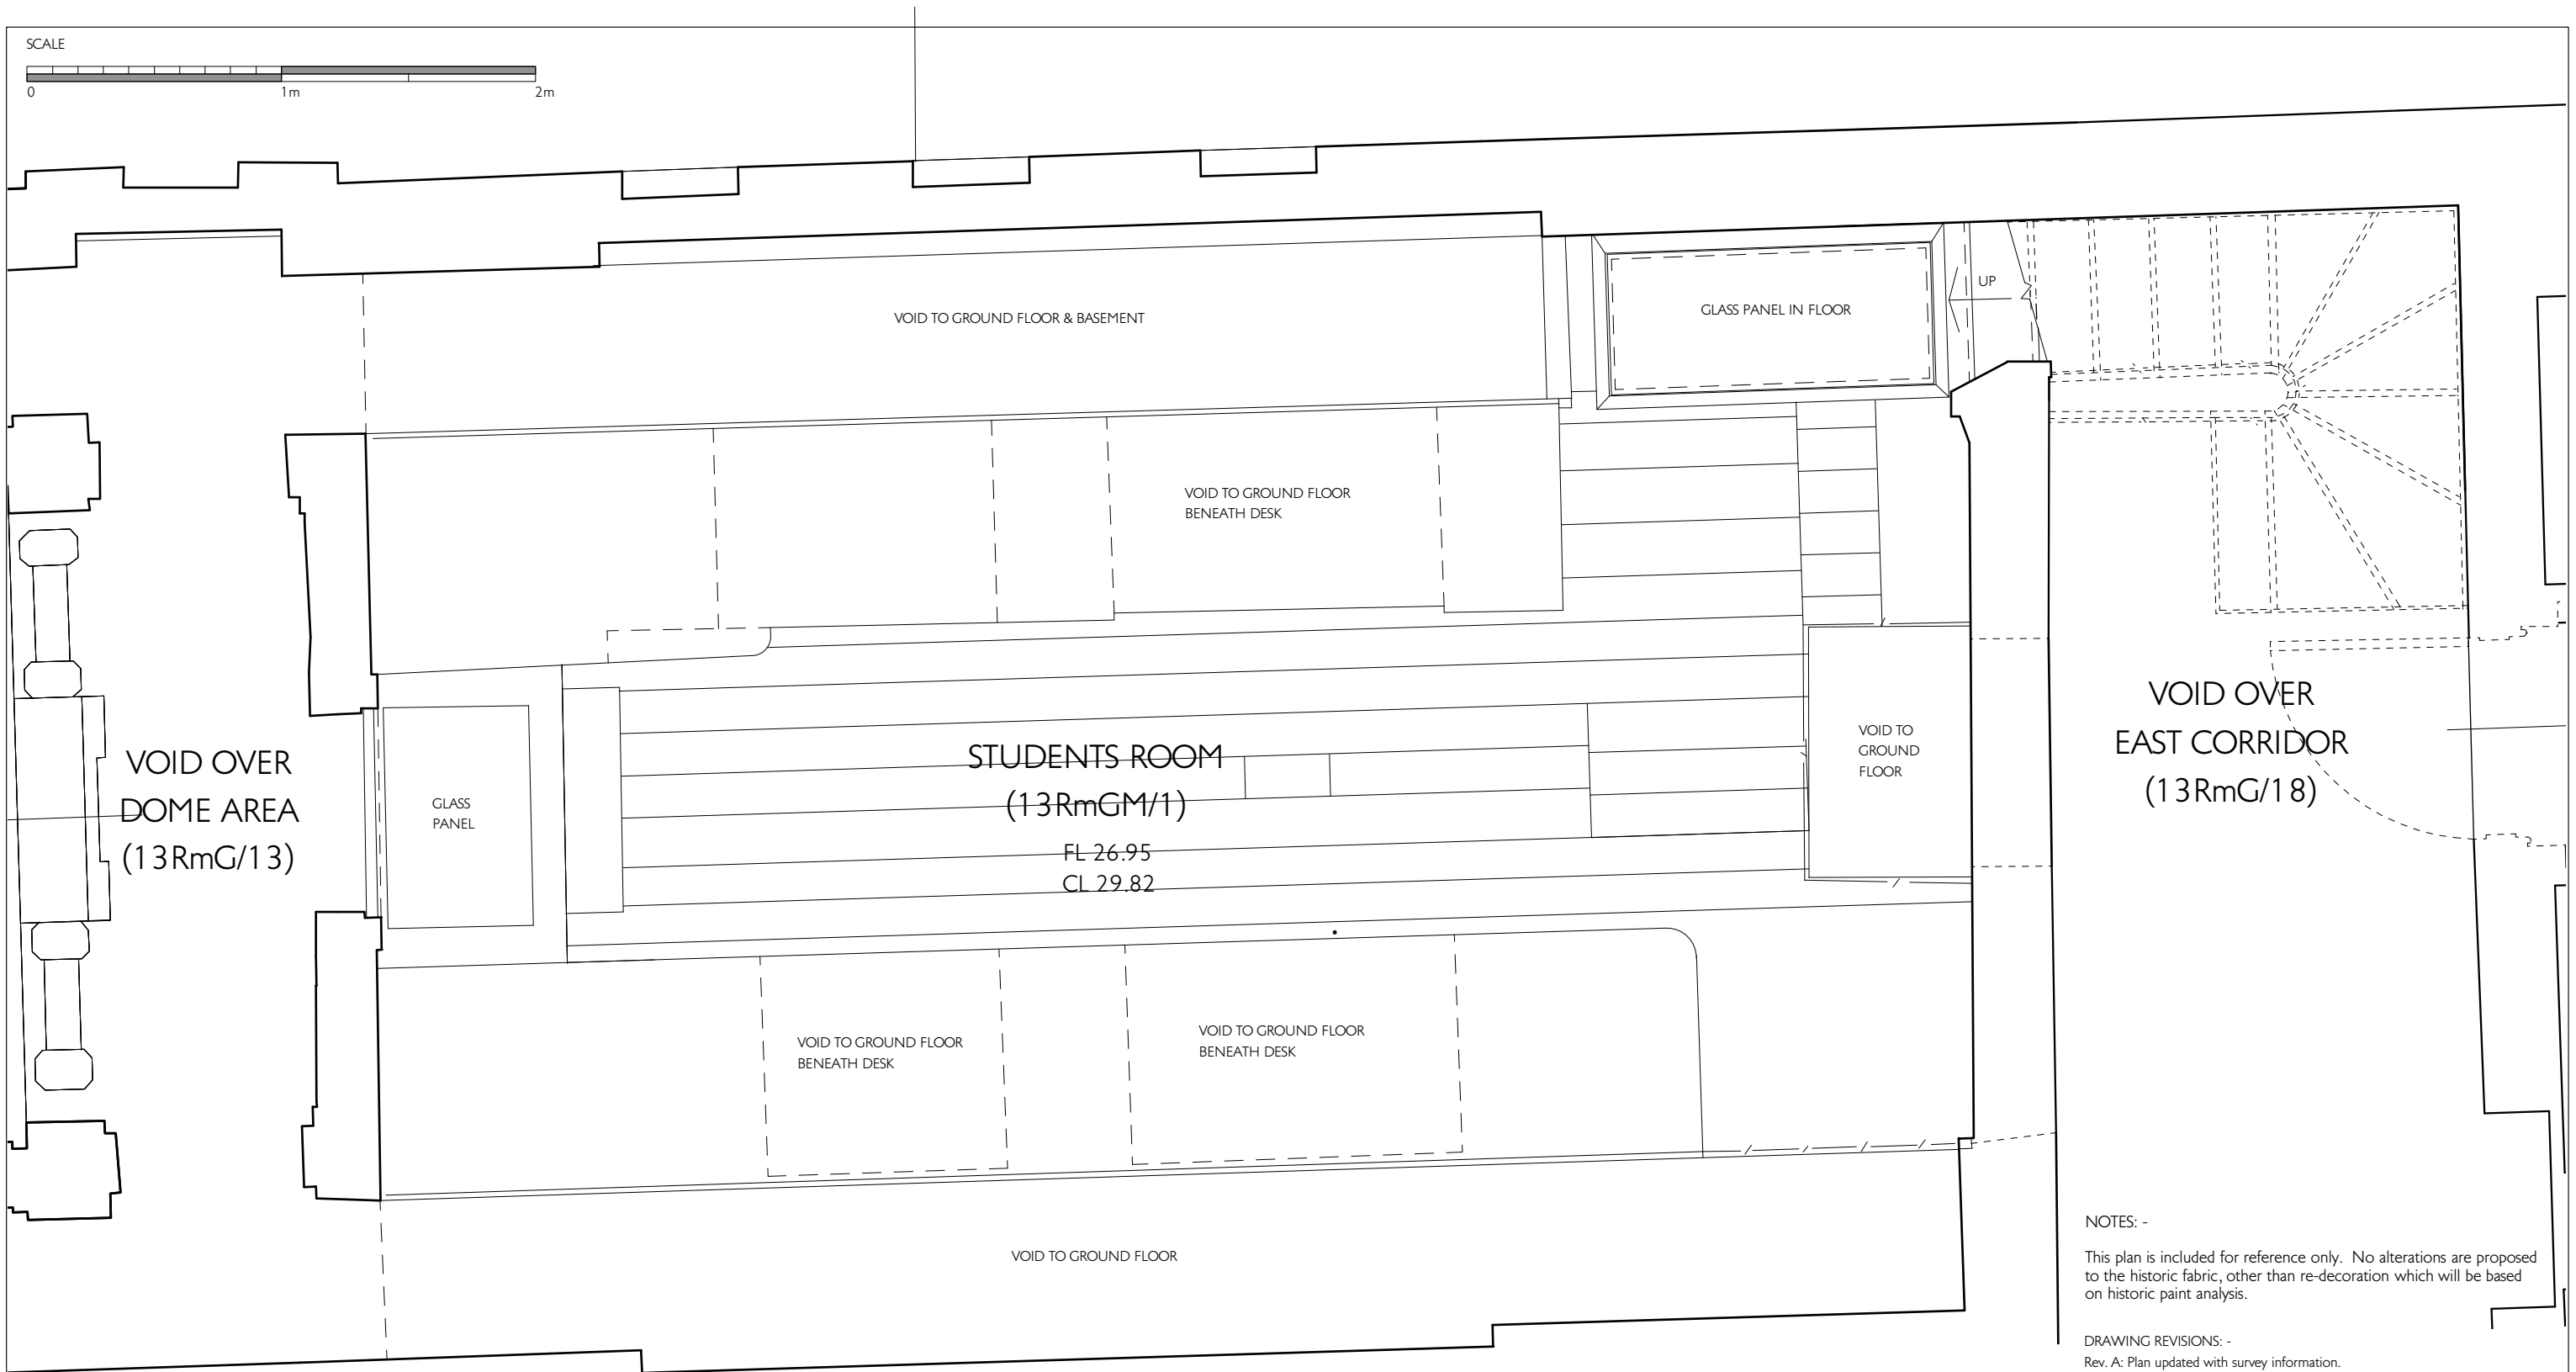 SCALE
0 1m 2m
VOID TO GROUND FLOOR & BASEMENT
GLASS PANEL IN FLOOR
UP
VOID TO GROUND FLOOR
BENEATH DESK
VOID OVER
DOME AREA
(13RmG/13)
GLASS
PANEL
STUDENTS ROOM
(13RmGM/1)
FL 26.95
CL 29.82
VOID TO
GROUND
FLOOR
VOID OVER
EAST CORRIDOR
(13RmG/18)
VOID TO GROUND FLOOR
BENEATH DESK
VOID TO GROUND FLOOR
BENEATH DESK
VOID TO GROUND FLOOR
NOTES: -
This plan is included for reference only. No alterations are proposed
to the historic fabric, other than re-decoration which will be based
on historic paint analysis.
DRAWING REVISIONS: -
Rev. A: Plan updated with survey information.